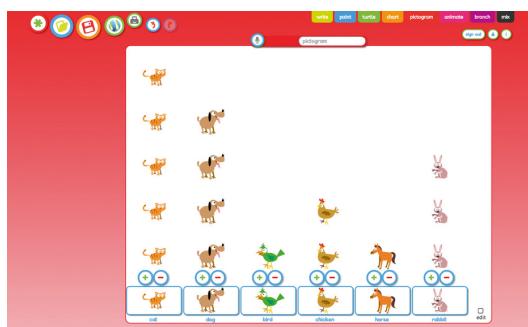 write paint turtle chart pictogram animate branch mix
sign out
pictogram
cat dog bird chicken horse rabbit
edit